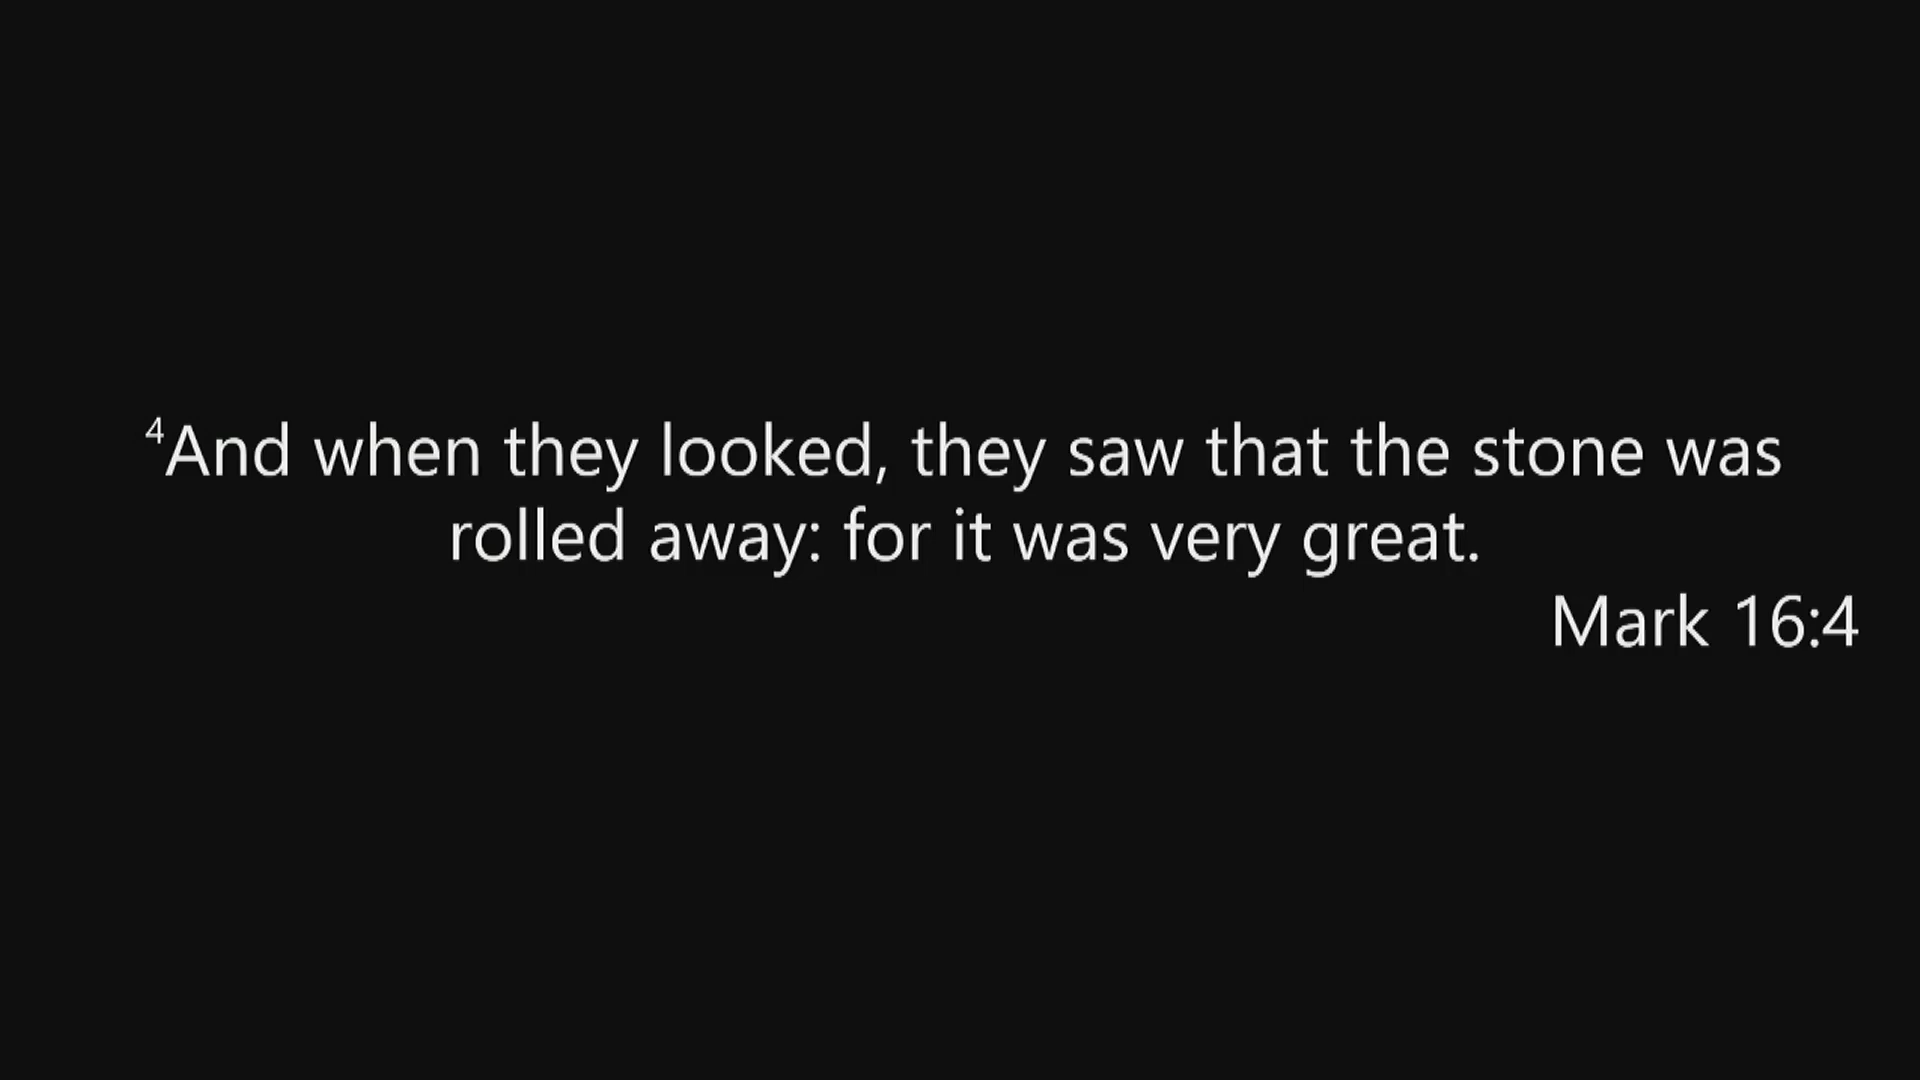 ⁴And when they looked, they saw that the stone was
rolled away: for it was very great.
Mark 16:4